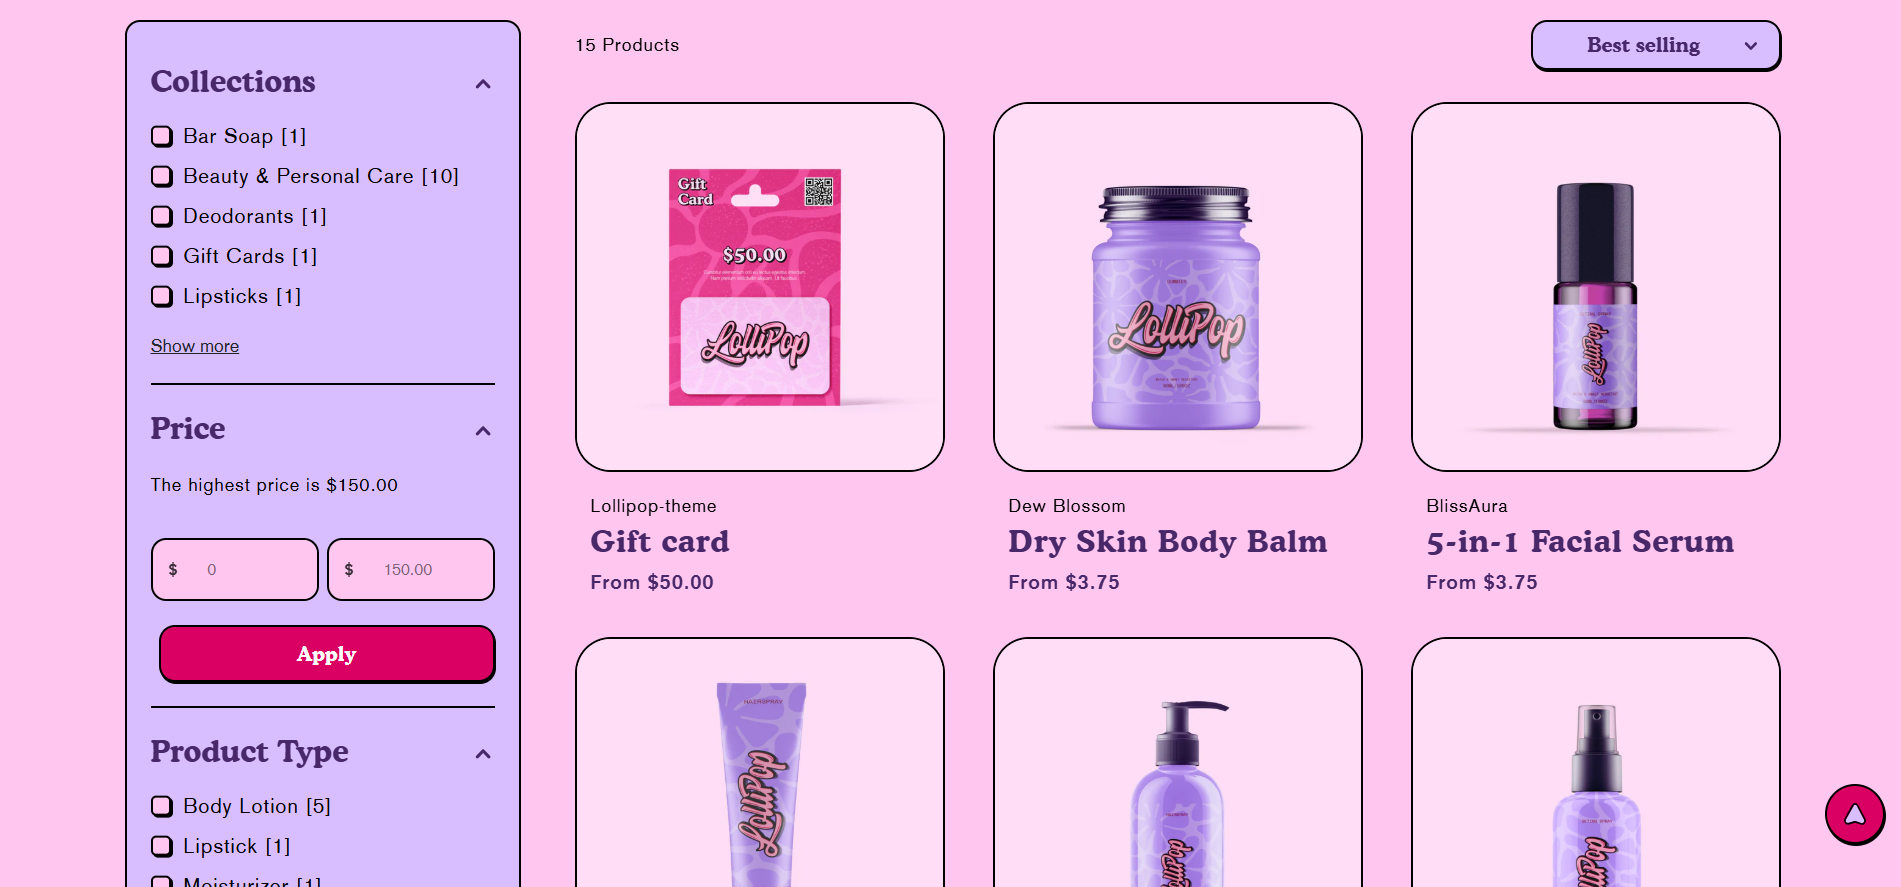 Collections
Bar Soap [1]
Beauty & Personal Care [10]
Deodorants [1]
Gift Cards [1]
Lipsticks [1]
Show more
Price
The highest price is $150.00
$ 0
$ 150.00
Apply
Product Type
Body Lotion [5]
Lipstick [1]
Moisturizer [1]
15 Products
Best selling
Gift
Card
$50.00
LolliPop
LolliPop
LolliPop
Lollipop-theme
Gift card
From $50.00
Dew Blossom
Dry Skin Body Balm
From $3.75
BlissAura
5-in-1 Facial Serum
From $3.75
HAIRSPRAY
LolliPop
LolliPop
LolliPop